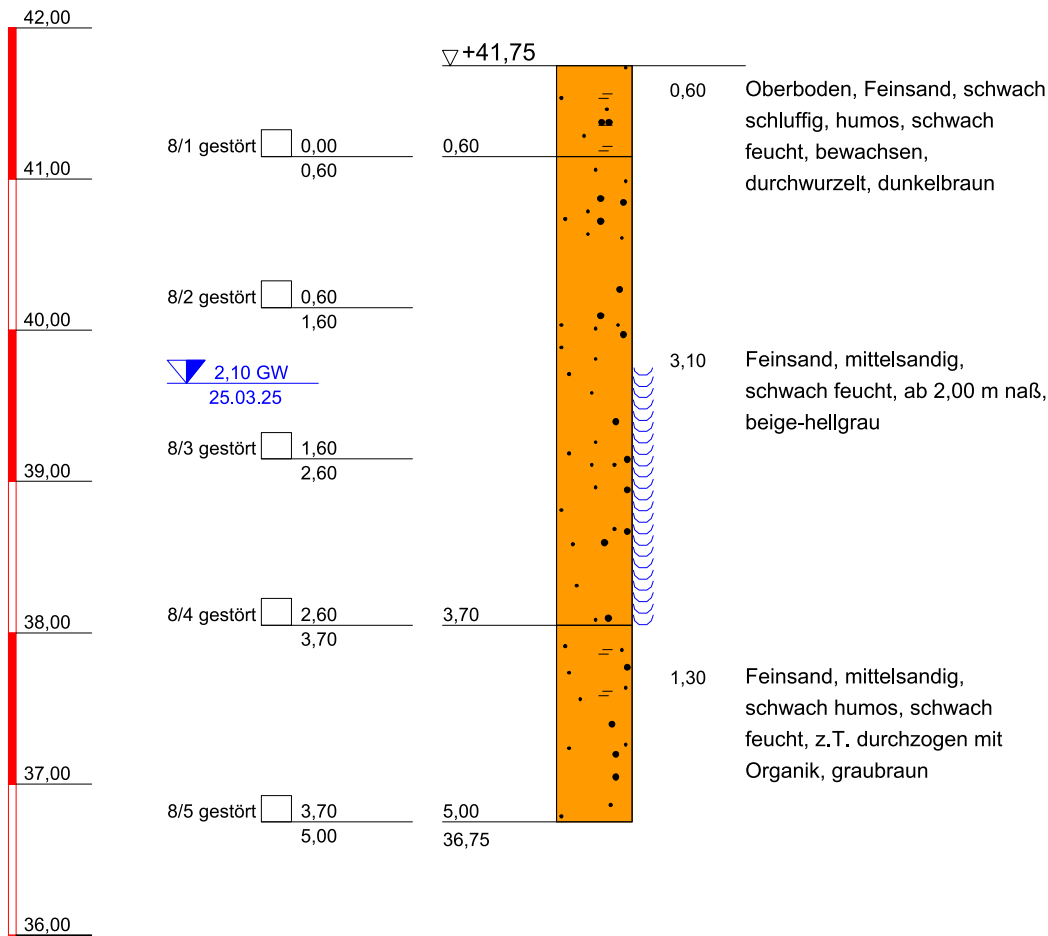 42,00
+41,75
0,60 Oberboden, Feinsand, schwach
schluffig, humos, schwach
feucht, bewachsen,
durchwurzelt, dunkelbraun
8/1 gestört 0,00
0,60
0,60
41,00
8/2 gestört 0,60
1,60
40,00
2,10 GW
25.03.25
3,10 Feinsand, mittelsandig,
schwach feucht, ab 2,00 m naß,
beige-hellgrau
8/3 gestört 1,60
2,60
39,00
8/4 gestört 2,60
3,70
3,70
38,00
1,30 Feinsand, mittelsandig,
schwach humos, schwach
feucht, z.T. durchzogen mit
Organik, graubraun
37,00
8/5 gestört 3,70
5,00
5,00
36,75
36,00